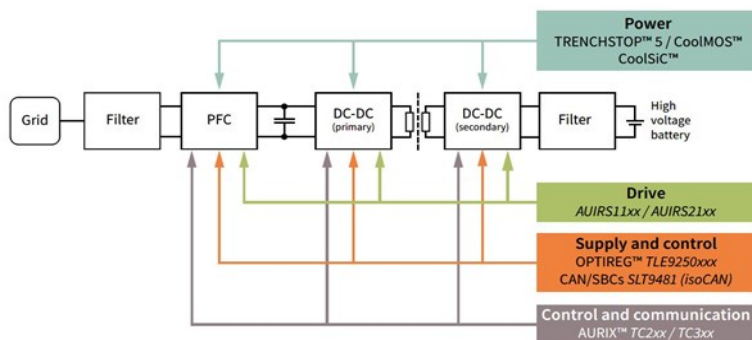 Power
TRENCHSTOP™ 5 / CoolMOS™
CoolSiC™
Grid
Filter
PFC
DC-DC
(primary)
DC-DC
(secondary)
Filter
High
voltage
battery
Drive
AUIRS11xx / AUIRS21xx
Supply and control
OPTIREG™ TLE9250xxx
CAN/SBCs SLT9481 (isoCAN)
Control and communication
AURIX™ TC2xx / TC3xx